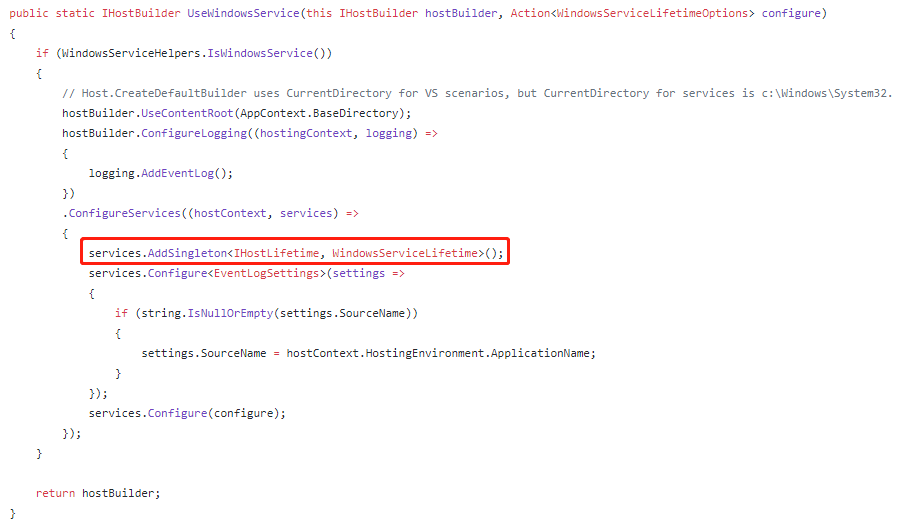 public static IHostBuilder UseWindowsService(this IHostBuilder hostBuilder, Action<WindowsServiceLifetimeOptions> configure)
{
    if (WindowsServiceHelpers.IsWindowsService())
    {
        // Host.CreateDefaultBuilder uses CurrentDirectory for VS scenarios, but CurrentDirectory for services is c:\Windows\System32.
        hostBuilder.UseContentRoot(AppContext.BaseDirectory);
        hostBuilder.ConfigureLogging((hostingContext, logging) =>
        {
            logging.AddEventLog();
        })
        .ConfigureServices((hostContext, services) =>
        {
            services.AddSingleton<IHostLifetime, WindowsServiceLifetime>();
            services.Configure<EventLogSettings>(settings =>
            {
                if (string.IsNullOrEmpty(settings.SourceName))
                {
                    settings.SourceName = hostContext.HostingEnvironment.ApplicationName;
                }
            });
            services.Configure(configure);
        });
    }

    return hostBuilder;
}